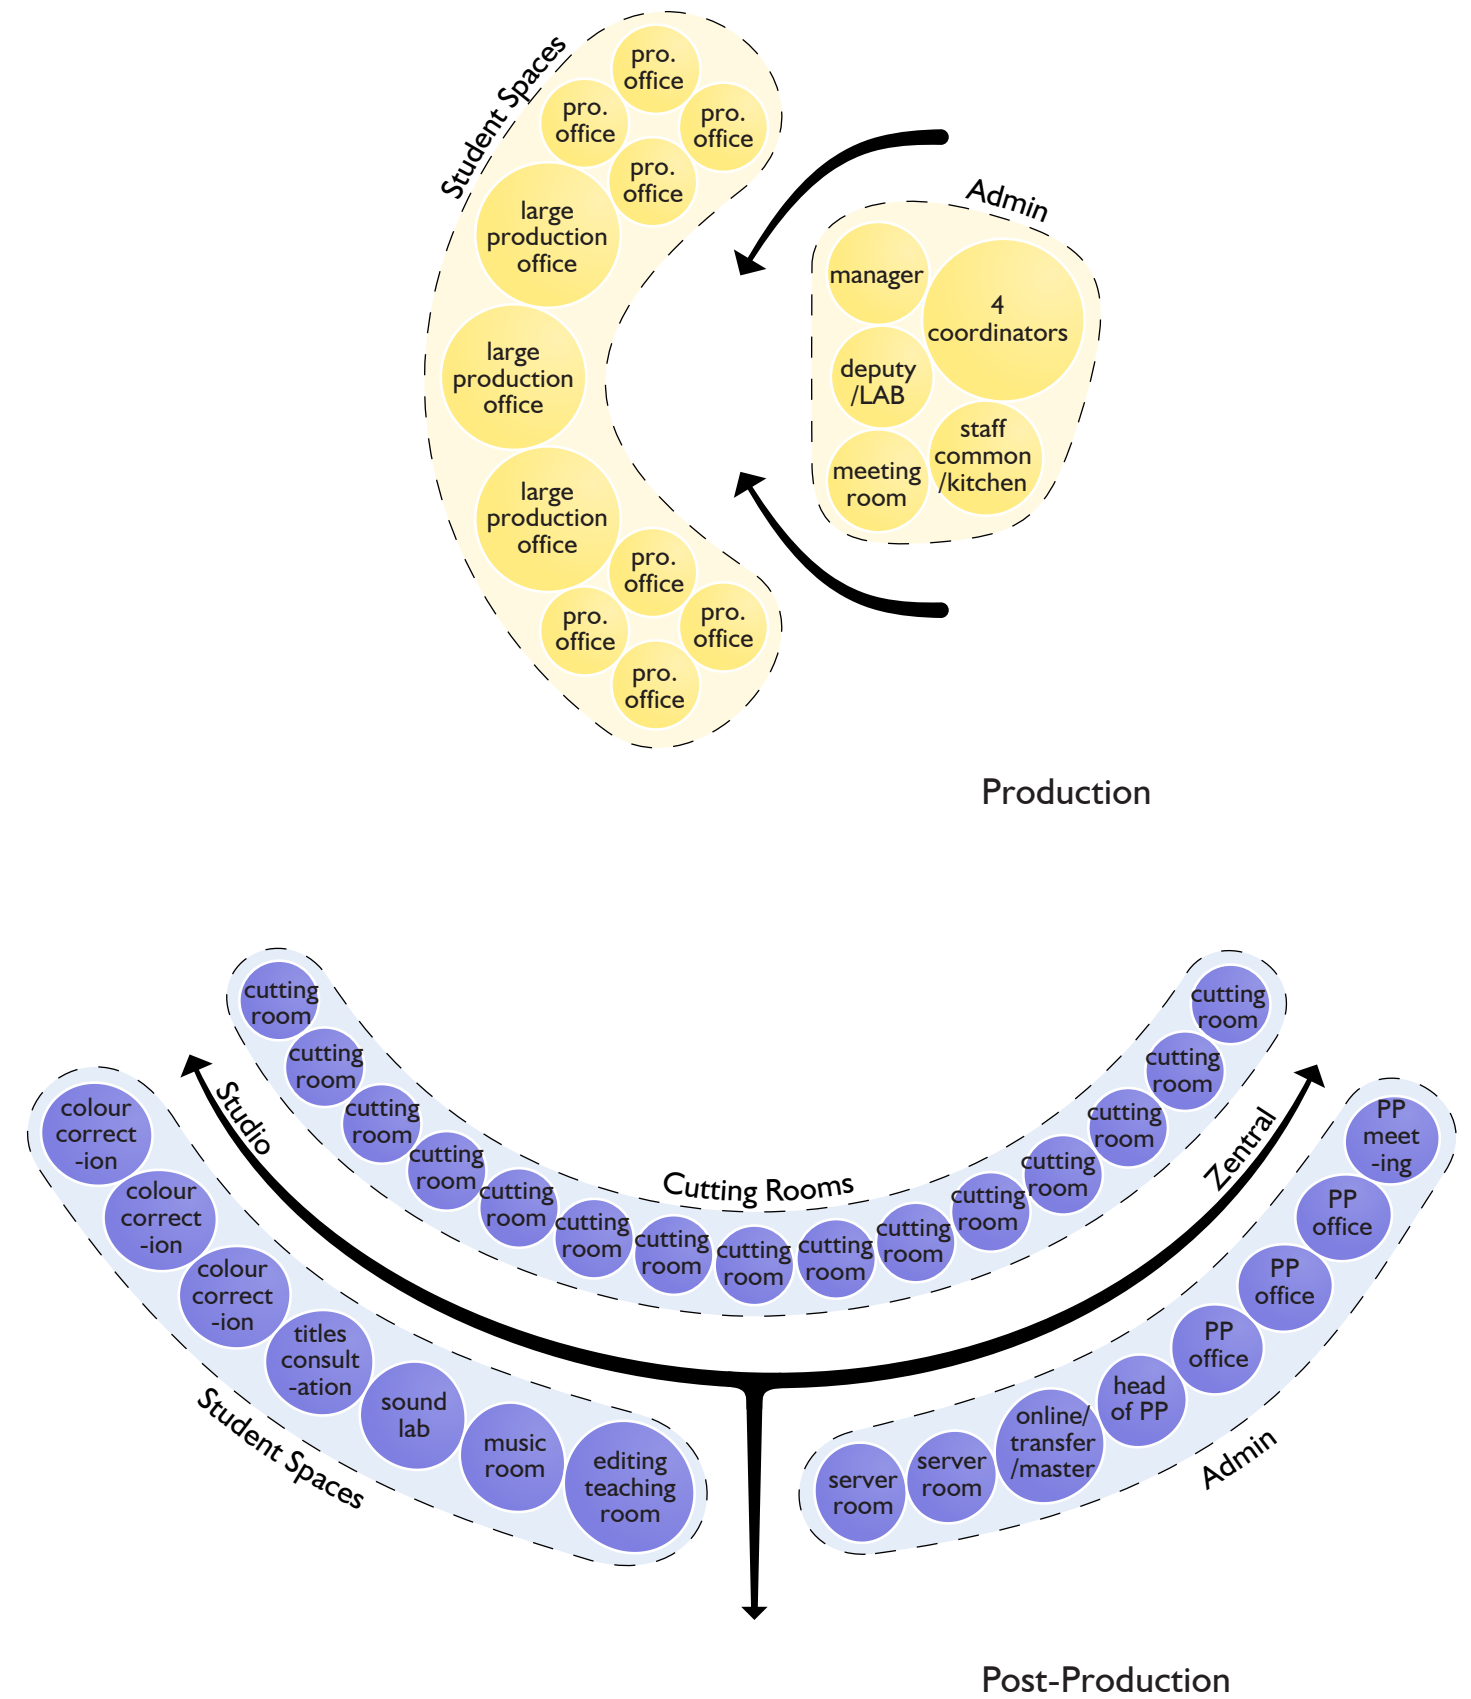 Student Spaces
pro.
office
pro.
office
pro.
office
pro.
office
large
production
office
large
production
office
large
production
office
pro.
office
pro.
office
pro.
office
pro.
office
Admin
manager
4
coordinators
deputy
/LAB
staff
common
/kitchen
meeting
room
Production
cutting
room
cutting
room
cutting
room
cutting
room
cutting
room
cutting
room
cutting
room
cutting
room
cutting
room
cutting
room
cutting
room
cutting
room
cutting
room
cutting
room
cutting
room
Cutting Rooms
Studio
Zentral
colour
correct
-ion
colour
correct
-ion
colour
correct
-ion
titles
consult
-ation
sound
lab
music
room
editing
teaching
room
Student Spaces
server
room
server
room
online/
transfer
/master
head
of PP
PP
office
PP
office
PP
office
PP
meet
-ing
Admin
Post-Production